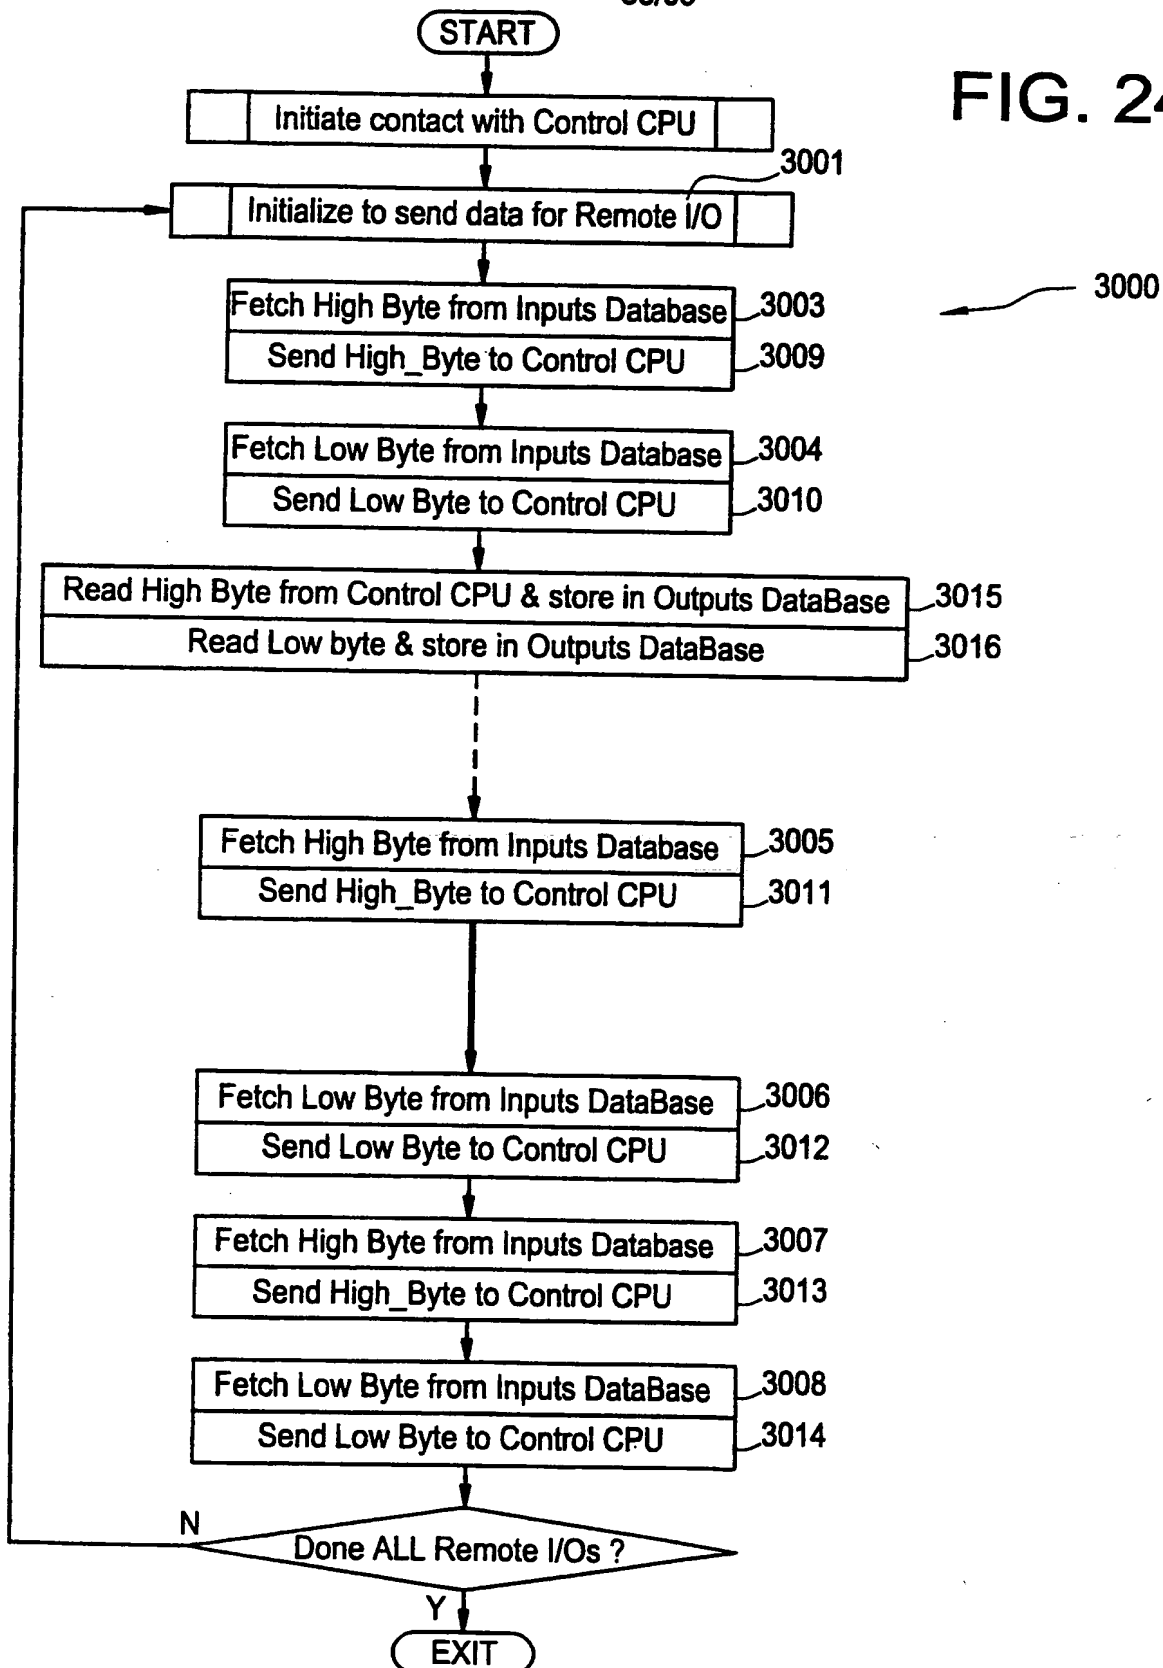 START
FIG. 24
Initiate contact with Control CPU
3001
Initialize to send data for Remote I/O
3000
Fetch High Byte from Inputs Database 3003
Send High_Byte to Control CPU 3009
Fetch Low Byte from Inputs Database 3004
Send Low Byte to Control CPU 3010
Read High Byte from Control CPU & store in Outputs DataBase 3015
Read Low byte & store in Outputs DataBase 3016
Fetch High Byte from Inputs Database 3005
Send High_Byte to Control CPU 3011
Fetch Low Byte from Inputs DataBase 3006
Send Low Byte to Control CPU 3012
Fetch High Byte from Inputs Database 3007
Send High_Byte to Control CPU 3013
Fetch Low Byte from Inputs DataBase 3008
Send Low Byte to Control CPU 3014
N
Done ALL Remote I/Os ?
Y
EXIT